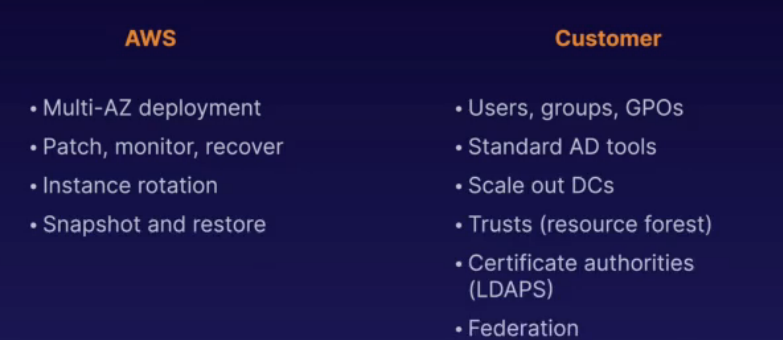 AWS
• Multi-AZ deployment
• Patch, monitor, recover
• Instance rotation
• Snapshot and restore
Customer
• Users, groups, GPOs
• Standard AD tools
• Scale out DCs
• Trusts (resource forest)
• Certificate authorities
(LDAPS)
• Federation